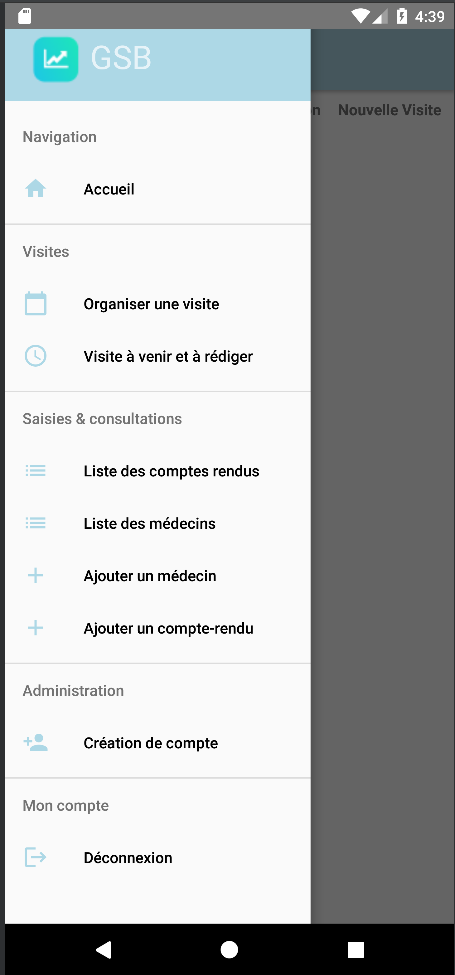 4:39
GSB
Nouvelle Visite
Navigation
Accueil
Visites
Organiser une visite
Visite à venir et à rédiger
Saisies & consultations
Liste des comptes rendus
Liste des médecins
Ajouter un médecin
Ajouter un compte-rendu
Administration
Création de compte
Mon compte
Déconnexion